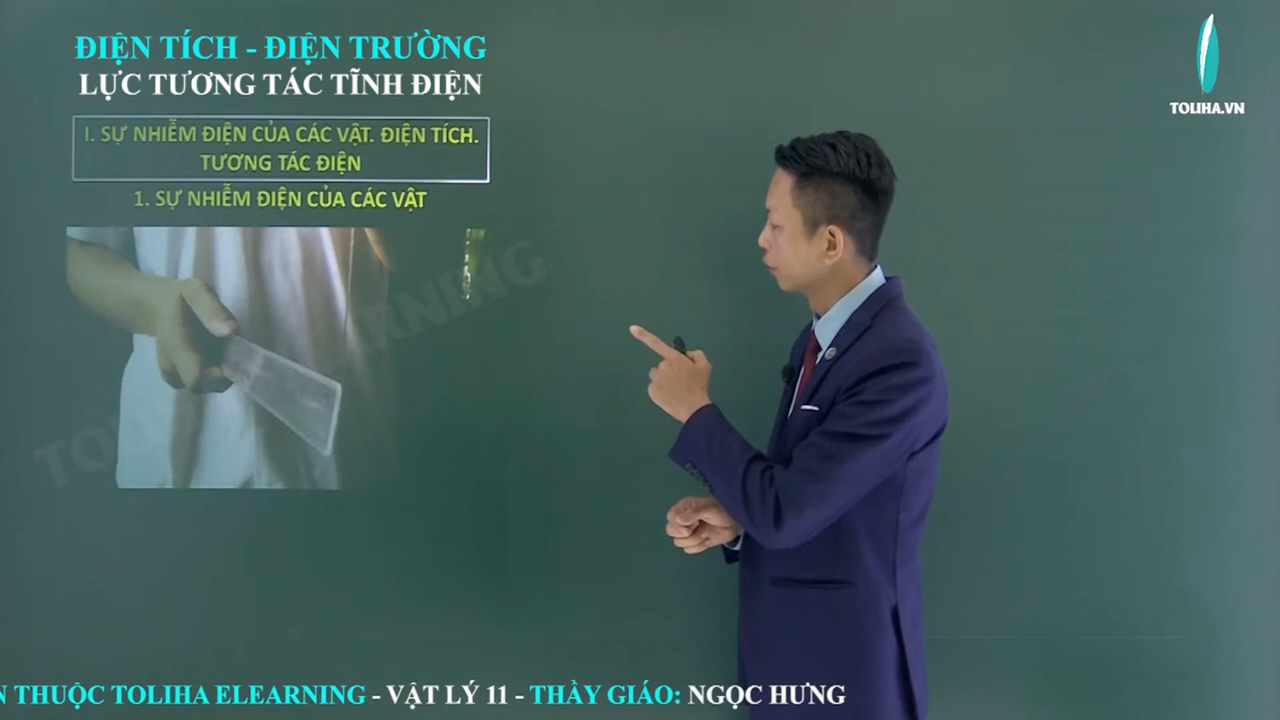 ĐIỆN TÍCH - ĐIỆN TRƯỜNG
LỰC TƯƠNG TÁC TĨNH ĐIỆN
TOLIHA.VN
I. SỰ NHIỄM ĐIỆN CỦA CÁC VẬT. ĐIỆN TÍCH.
TƯƠNG TÁC ĐIỆN
1. SỰ NHIỄM ĐIỆN CỦA CÁC VẬT
N THUỘC TOLIHA ELEARNING - VẬT LÝ 11 - THẦY GIÁO: NGỌC HƯNG